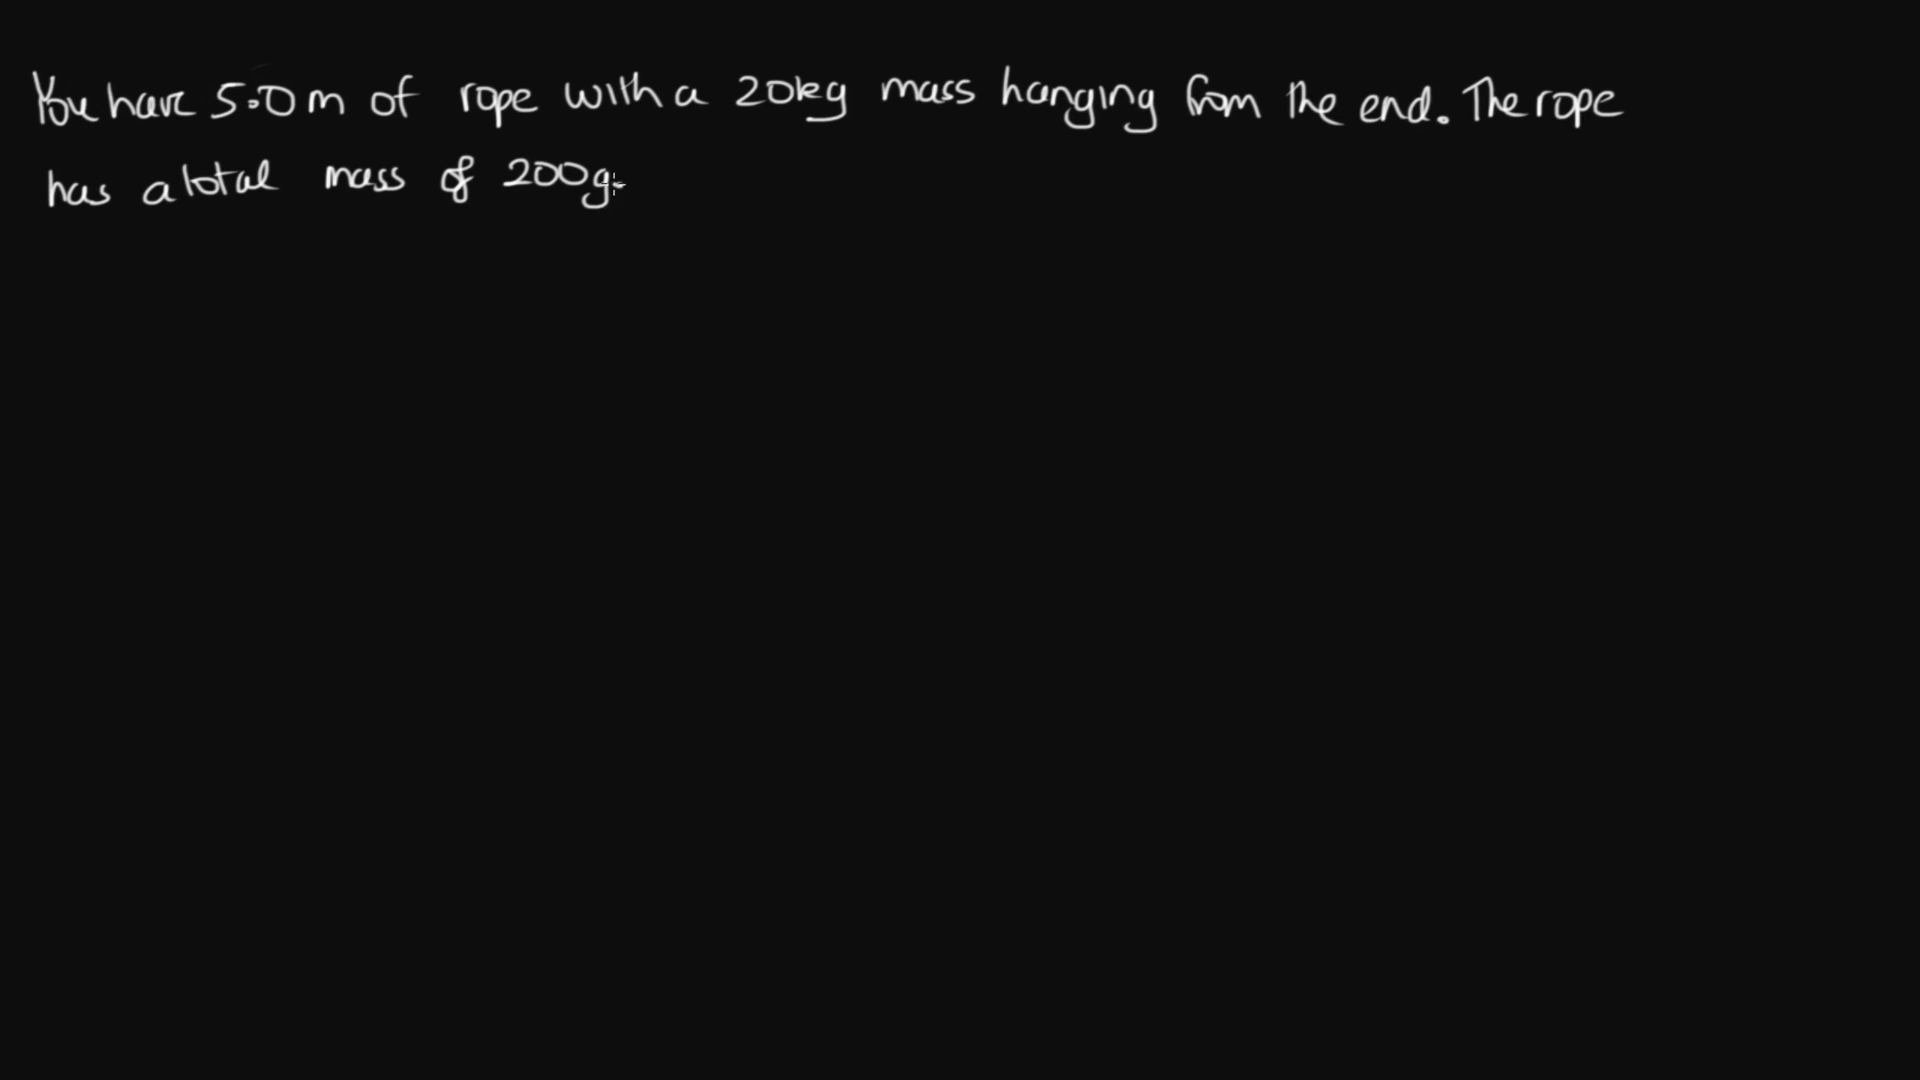 You have 5.0 m of rope with a 20kg mass hanging from the end. The rope
has a total mass of 200g.